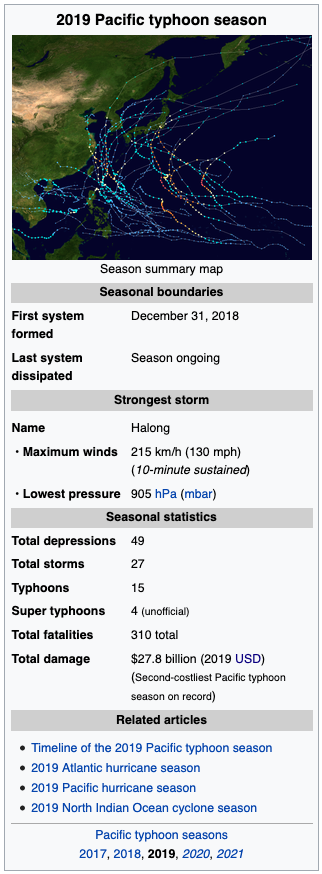 2019 Pacific typhoon season
Season summary map
Seasonal boundaries
First system formed
December 31, 2018
Last system dissipated
Season ongoing
Strongest storm
Name
Halong
• Maximum winds
215 km/h (130 mph)
(10-minute sustained)
• Lowest pressure
905 hPa (mbar)
Seasonal statistics
Total depressions
49
Total storms
27
Typhoons
15
Super typhoons
4 (unofficial)
Total fatalities
310 total
Total damage
$27.8 billion (2019 USD)
(Second-costliest Pacific typhoon
season on record)
Related articles
• Timeline of the 2019 Pacific typhoon season
• 2019 Atlantic hurricane season
• 2019 Pacific hurricane season
• 2019 North Indian Ocean cyclone season
Pacific typhoon seasons
2017, 2018, 2019, 2020, 2021